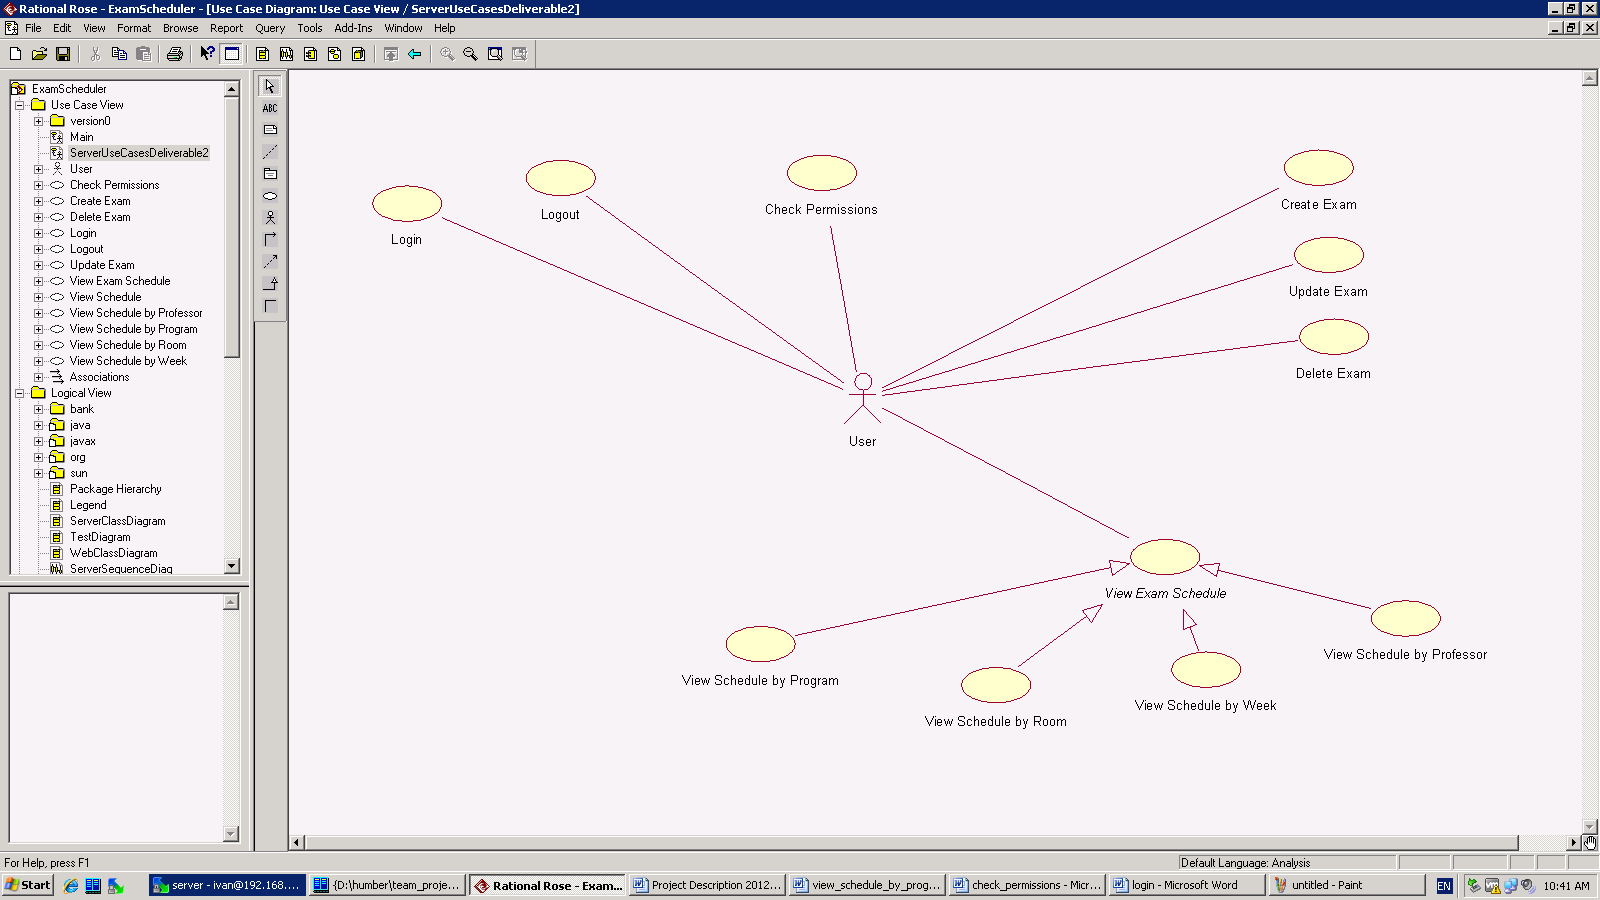 Rational Rose - ExamScheduler - [Use Case Diagram: Use Case View / ServerUseCasesDeliverable2]
File Edit View Format Browse Report Query Tools Add-Ins Window Help
ExamScheduler
Use Case View
version0
Main
ServerUseCasesDeliverable2
User
Check Permissions
Create Exam
Delete Exam
Login
Logout
Update Exam
View Exam Schedule
View Schedule
View Schedule by Professor
View Schedule by Program
View Schedule by Room
View Schedule by Week
Associations
Logical View
bank
java
javax
org
sun
Package Hierarchy
Legend
ServerClassDiagram
TestDiagram
WebClassDiagram
ServerSequenceDiag
ABC
Login
Logout
Check Permissions
Create Exam
Update Exam
Delete Exam
User
View Exam Schedule
View Schedule by Program
View Schedule by Room
View Schedule by Week
View Schedule by Professor
For Help, press F1
Default Language: Analysis
Start
server - ivan@192.168....
{D:\humber\team_proje...
Rational Rose - Exam...
Project Description 2012...
view_schedule_by_prog...
check_permissions - Micr...
login - Microsoft Word
untitled - Paint
EN
10:41 AM